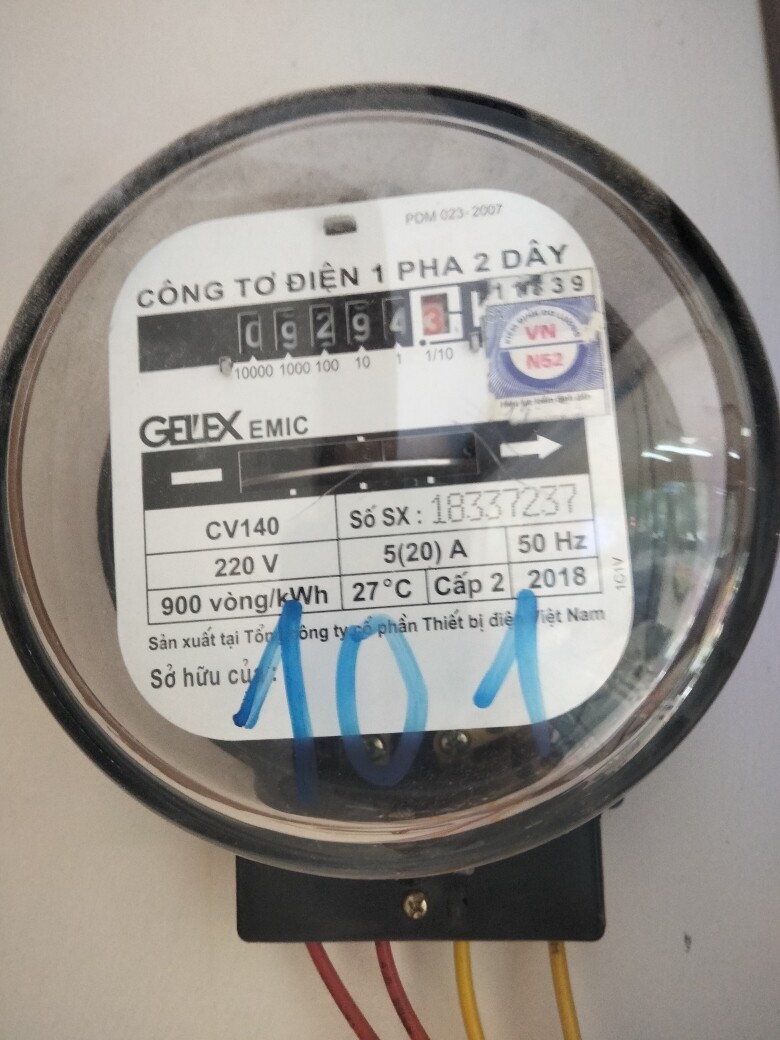 PDM 023-2007
CÔNG TƠ ĐIỆN 1 PHA 2 DÂY
092943
10000 1000 100 10 1 1/10
VN
N52
GELEX EMIC
CV140 Số SX : 18337237
220 V 5(20) A 50 Hz
900 vòng/kWh 27°C Cấp 2 2018
Sản xuất tại Tổng công ty cổ phần Thiết bị điện Việt Nam
Sở hữu của :
101